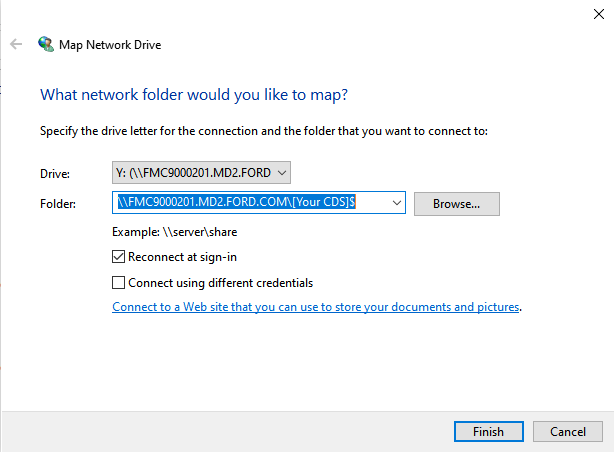 Map Network Drive
What network folder would you like to map?
Specify the drive letter for the connection and the folder that you want to connect to:
Drive: Y: (\\FMC9000201.MD2.FORD
Folder: \\FMC9000201.MD2.FORD.COM\[Your CDS]$ Browse...
Example: \\server\share
Reconnect at sign-in
Connect using different credentials
Connect to a Web site that you can use to store your documents and pictures.
Finish Cancel